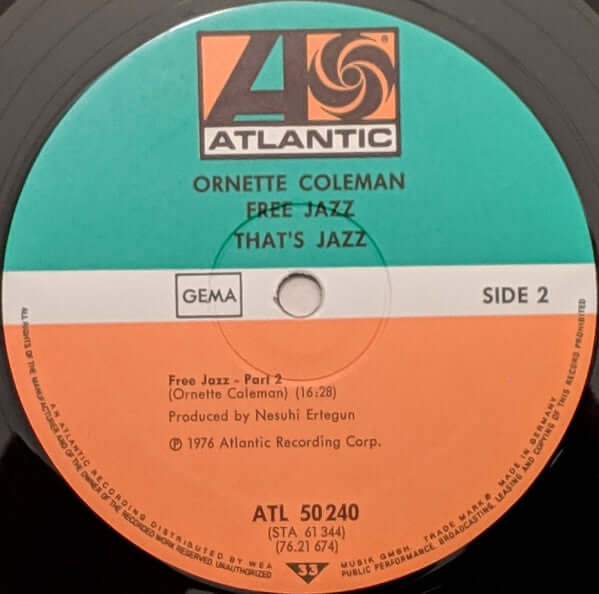 ATLANTIC
®
ORNETTE COLEMAN
FREE JAZZ
THAT'S JAZZ
GEMA
SIDE 2
Free Jazz - Part 2
(Ornette Coleman) (16:28)
Produced by Nesuhi Ertegun
℗ 1976 Atlantic Recording Corp.
ATL 50 240
(STA 61 344)
(76.21 674)
33
AN ATLANTIC RECORDING DISTRIBUTED BY WEA MUSIK GMBH. TRADE MARK ® MADE IN GERMANY
ALL RIGHTS OF THE MANUFACTURER AND OF THE OWNER OF THE RECORDED WORK RESERVED. UNAUTHORIZED PUBLIC PERFORMANCE, BROADCASTING, LEASING AND COPYING OF THIS RECORD PROHIBITED